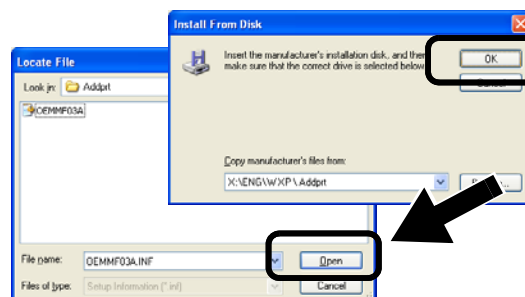 Install From Disk
Insert the manufacturer's installation disk, and then
make sure that the correct drive is selected below
OK
Cancel
Copy manufacturer's files from:
X:\ENG\WXP\Addprt
Locate File
Look in:
Addprt
OEMMF03A
File name:
OEMMF03A.INF
Open
Files of type:
Setup Information (*.inf)
Cancel